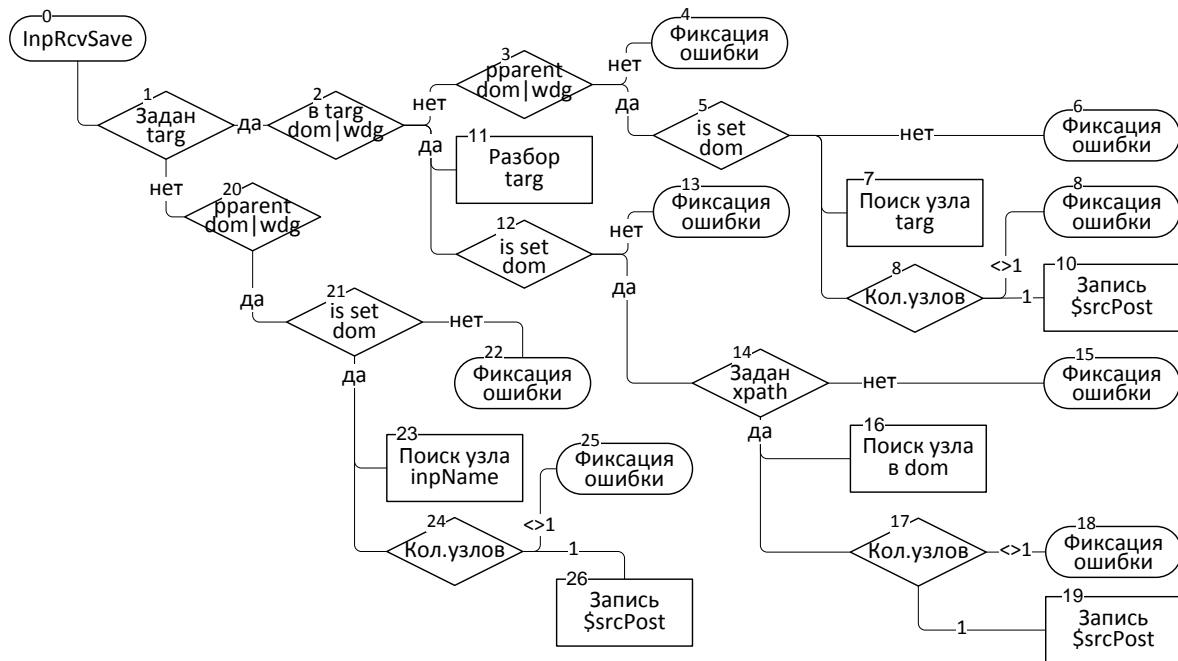 0
InpRcvSave
1
Задан
targ
да
2
в targ
dom|wdg
нет
да
3
pparent
dom|wdg
нет
да
4
Фиксация
ошибки
5
is set
dom
нет
6
Фиксация
ошибки
7
Поиск узла
targ
8
Фиксация
ошибки
8
Кол.узлов
<>1
1
10
Запись
$srcPost
11
Разбор
targ
12
is set
dom
нет
да
13
Фиксация
ошибки
14
Задан
xpath
нет
да
15
Фиксация
ошибки
16
Поиск узла
в dom
17
Кол.узлов
<>1
1
18
Фиксация
ошибки
19
Запись
$srcPost
нет
20
pparent
dom|wdg
да
21
is set
dom
нет
да
22
Фиксация
ошибки
23
Поиск узла
inpName
24
Кол.узлов
<>1
1
25
Фиксация
ошибки
26
Запись
$srcPost